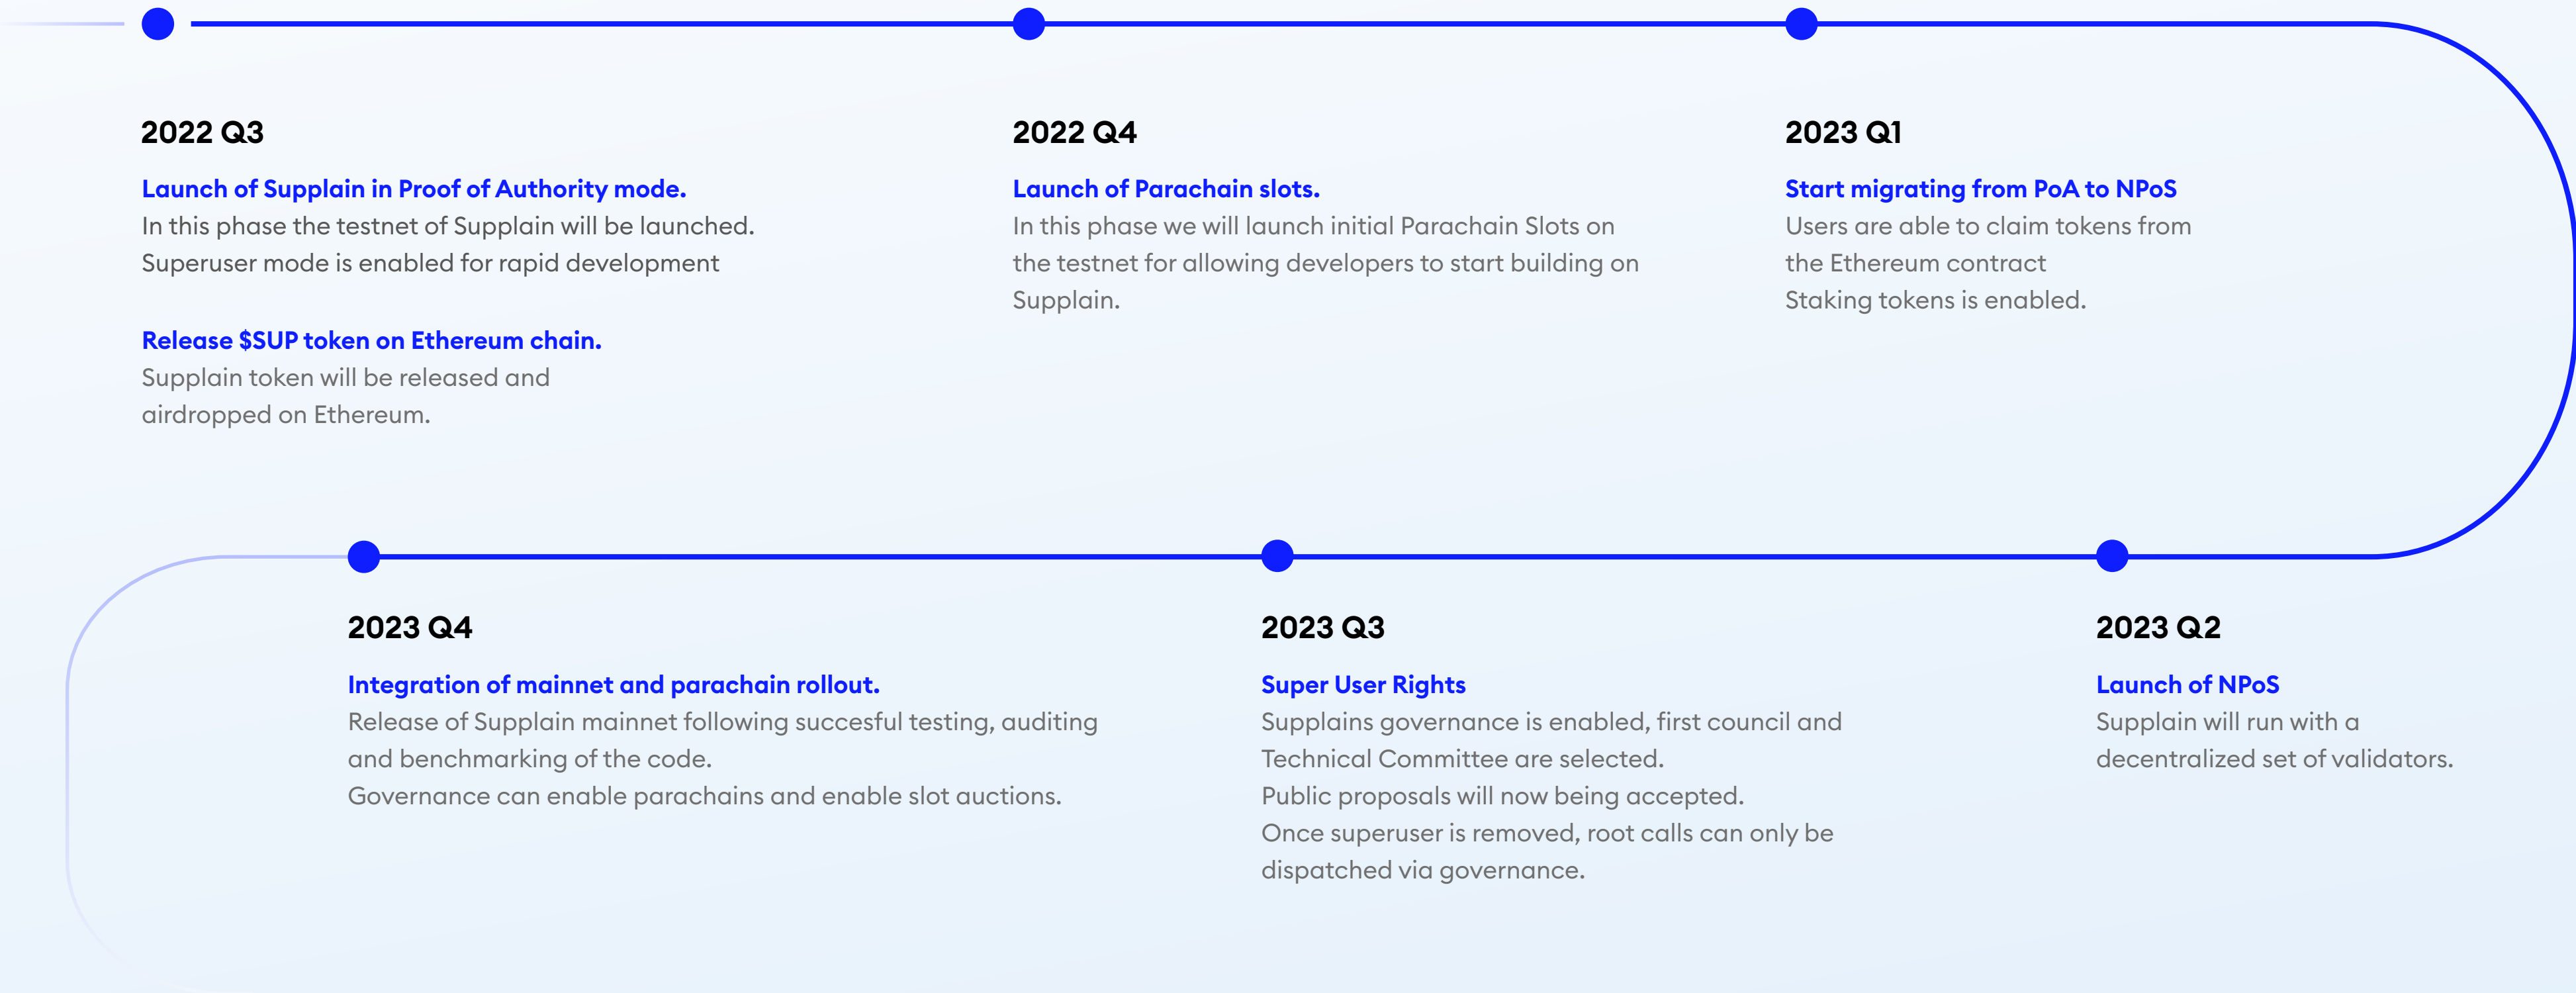 2022 Q3
Launch of Supplain in Proof of Authority mode.
In this phase the testnet of Supplain will be launched.
Superuser mode is enabled for rapid development
Release $SUP token on Ethereum chain.
Supplain token will be released and
airdropped on Ethereum.
2022 Q4
Launch of Parachain slots.
In this phase we will launch initial Parachain Slots on
the testnet for allowing developers to start building on
Supplain.
2023 Q1
Start migrating from PoA to NPoS
Users are able to claim tokens from
the Ethereum contract
Staking tokens is enabled.
2023 Q4
Integration of mainnet and parachain rollout.
Release of Supplain mainnet following succesful testing, auditing
and benchmarking of the code.
Governance can enable parachains and enable slot auctions.
2023 Q3
Super User Rights
Supplains governance is enabled, first council and
Technical Committee are selected.
Public proposals will now being accepted.
Once superuser is removed, root calls can only be
dispatched via governance.
2023 Q2
Launch of NPoS
Supplain will run with a
decentralized set of validators.